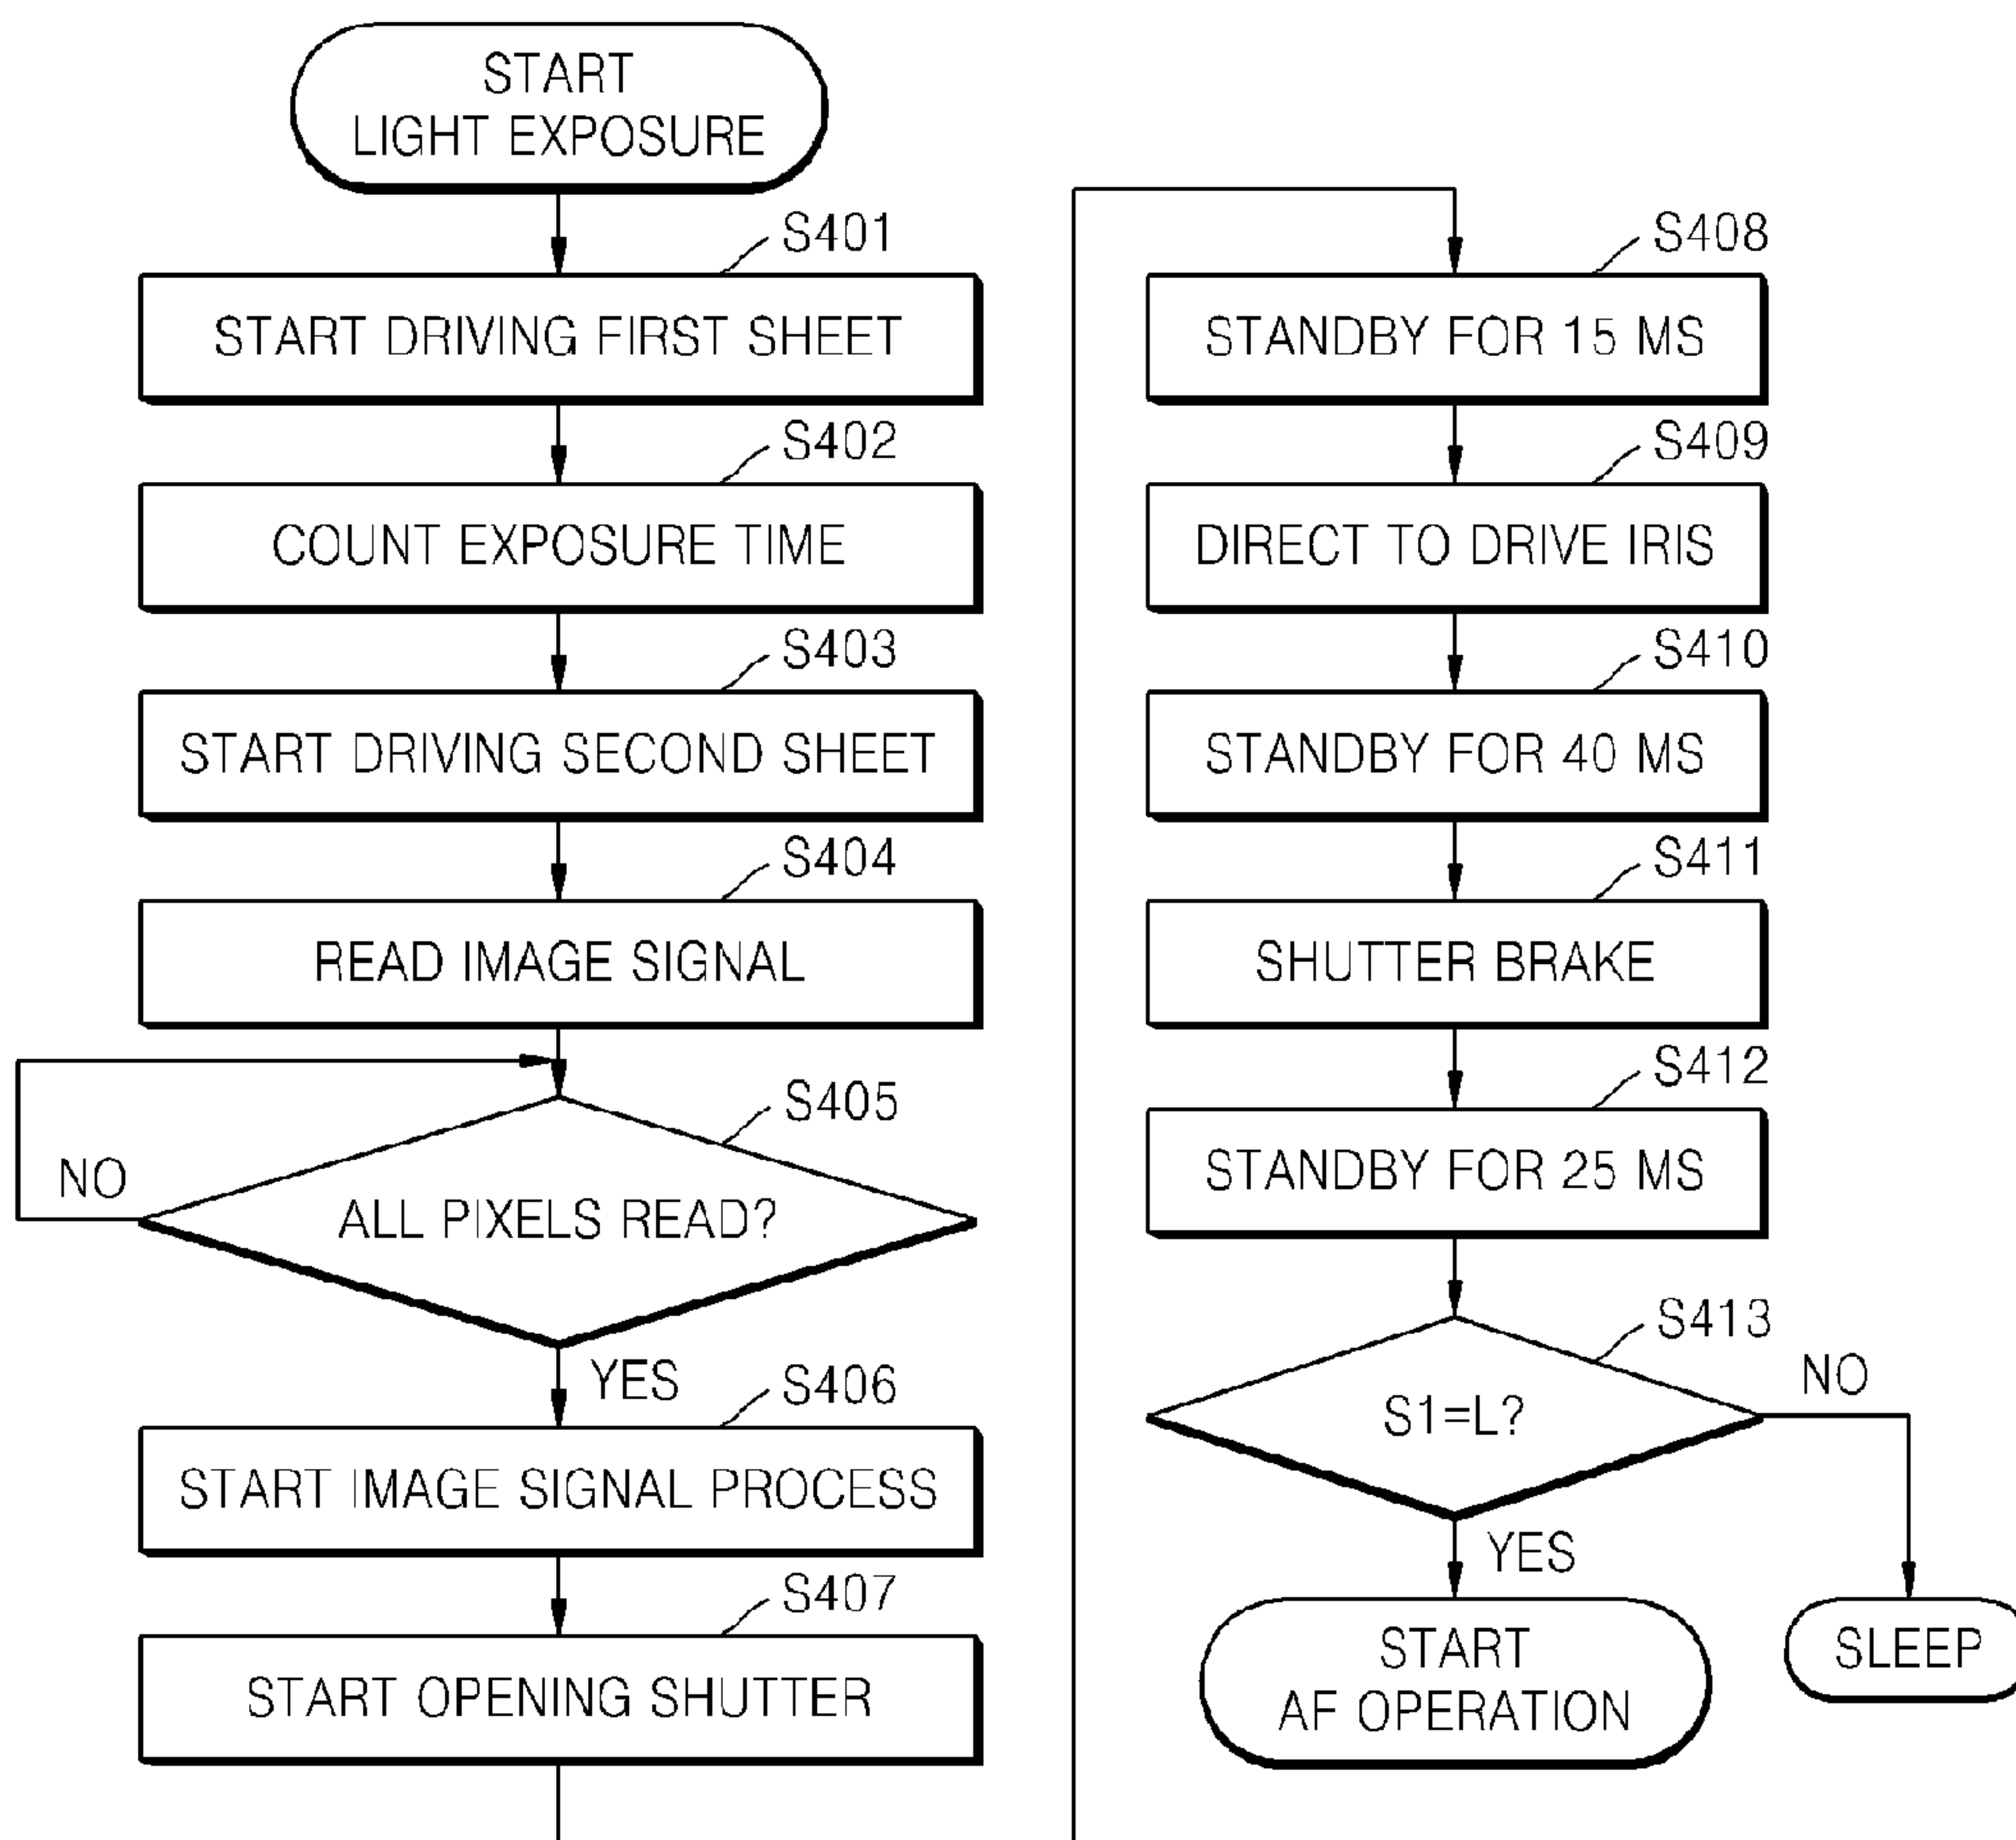 START
LIGHT EXPOSURE
S401
START DRIVING FIRST SHEET
S402
COUNT EXPOSURE TIME
S403
START DRIVING SECOND SHEET
S404
READ IMAGE SIGNAL
S405
NO
ALL PIXELS READ?
YES
S406
START IMAGE SIGNAL PROCESS
S407
START OPENING SHUTTER
S408
STANDBY FOR 15 MS
S409
DIRECT TO DRIVE IRIS
S410
STANDBY FOR 40 MS
S411
SHUTTER BRAKE
S412
STANDBY FOR 25 MS
S413
NO
S1=L?
YES
START
AF OPERATION
SLEEP